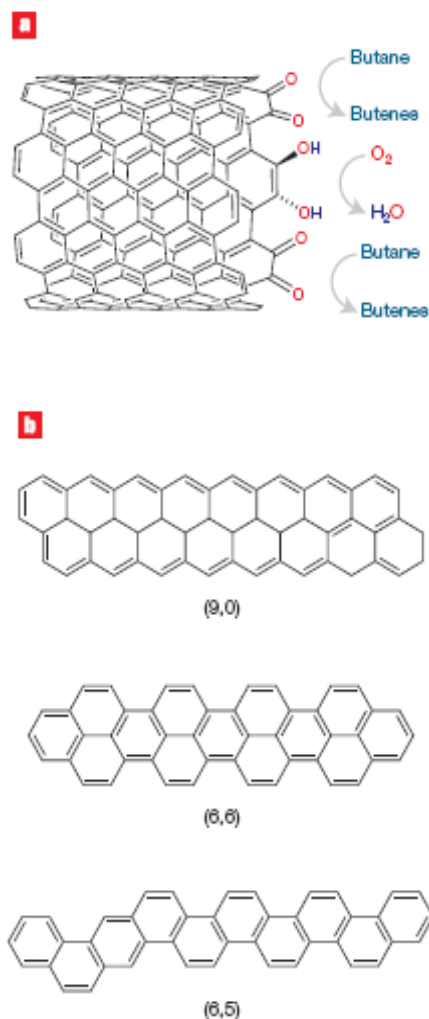 a
Butane
O
O
Butenes
OH
O₂
OH
H₂O
O
Butane
O
Butenes
b
(9,0)
(6,6)
(6,5)